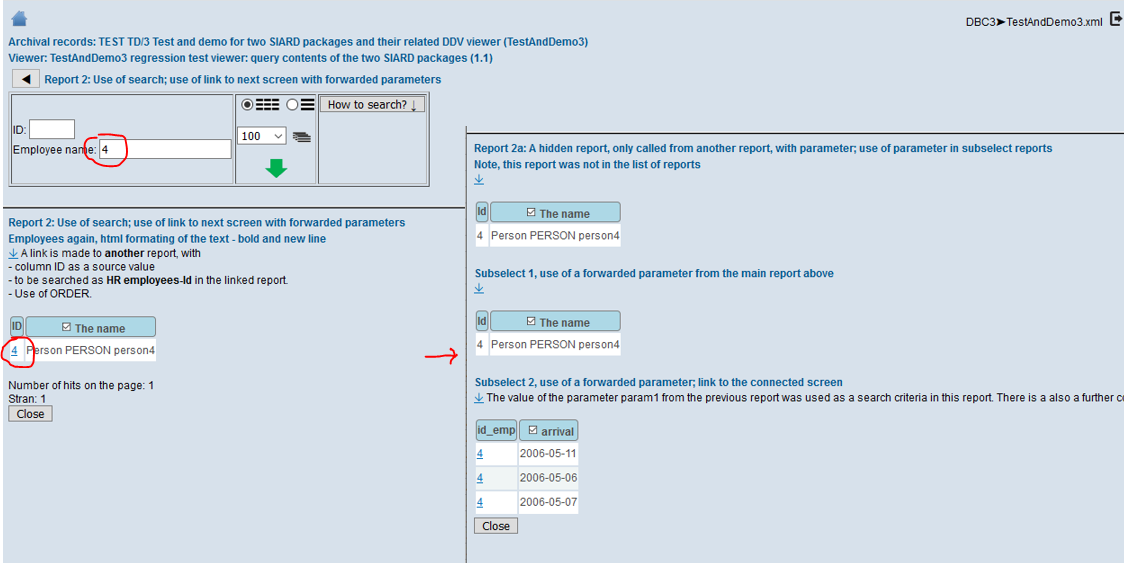 DBC3➤TestAndDemo3.xml
Archival records: TEST TD/3 Test and demo for two SIARD packages and their related DDV viewer (TestAndDemo3)
Viewer: TestAndDemo3 regression test viewer: query contents of the two SIARD packages (1.1)
◀ Report 2: Use of search; use of link to next screen with forwarded parameters
How to search? ↓
ID:
100
Employee name: 4
Report 2: Use of search; use of link to next screen with forwarded parameters
Employees again, html formating of the text - bold and new line
A link is made to another report, with
- column ID as a source value
- to be searched as HR employees-Id in the linked report.
- Use of ORDER.
ID The name
4 Person PERSON person4
Number of hits on the page: 1
Stran: 1
Close
Report 2a: A hidden report, only called from another report, with parameter; use of parameter in subselect reports
Note, this report was not in the list of reports
Id The name
4 Person PERSON person4
Subselect 1, use of a forwarded parameter from the main report above
Id The name
4 Person PERSON person4
Subselect 2, use of a forwarded parameter; link to the connected screen
The value of the parameter param1 from the previous report was used as a search criteria in this report. There is a also a further
id_emp arrival
4 2006-05-11
4 2006-05-06
4 2006-05-07
Close